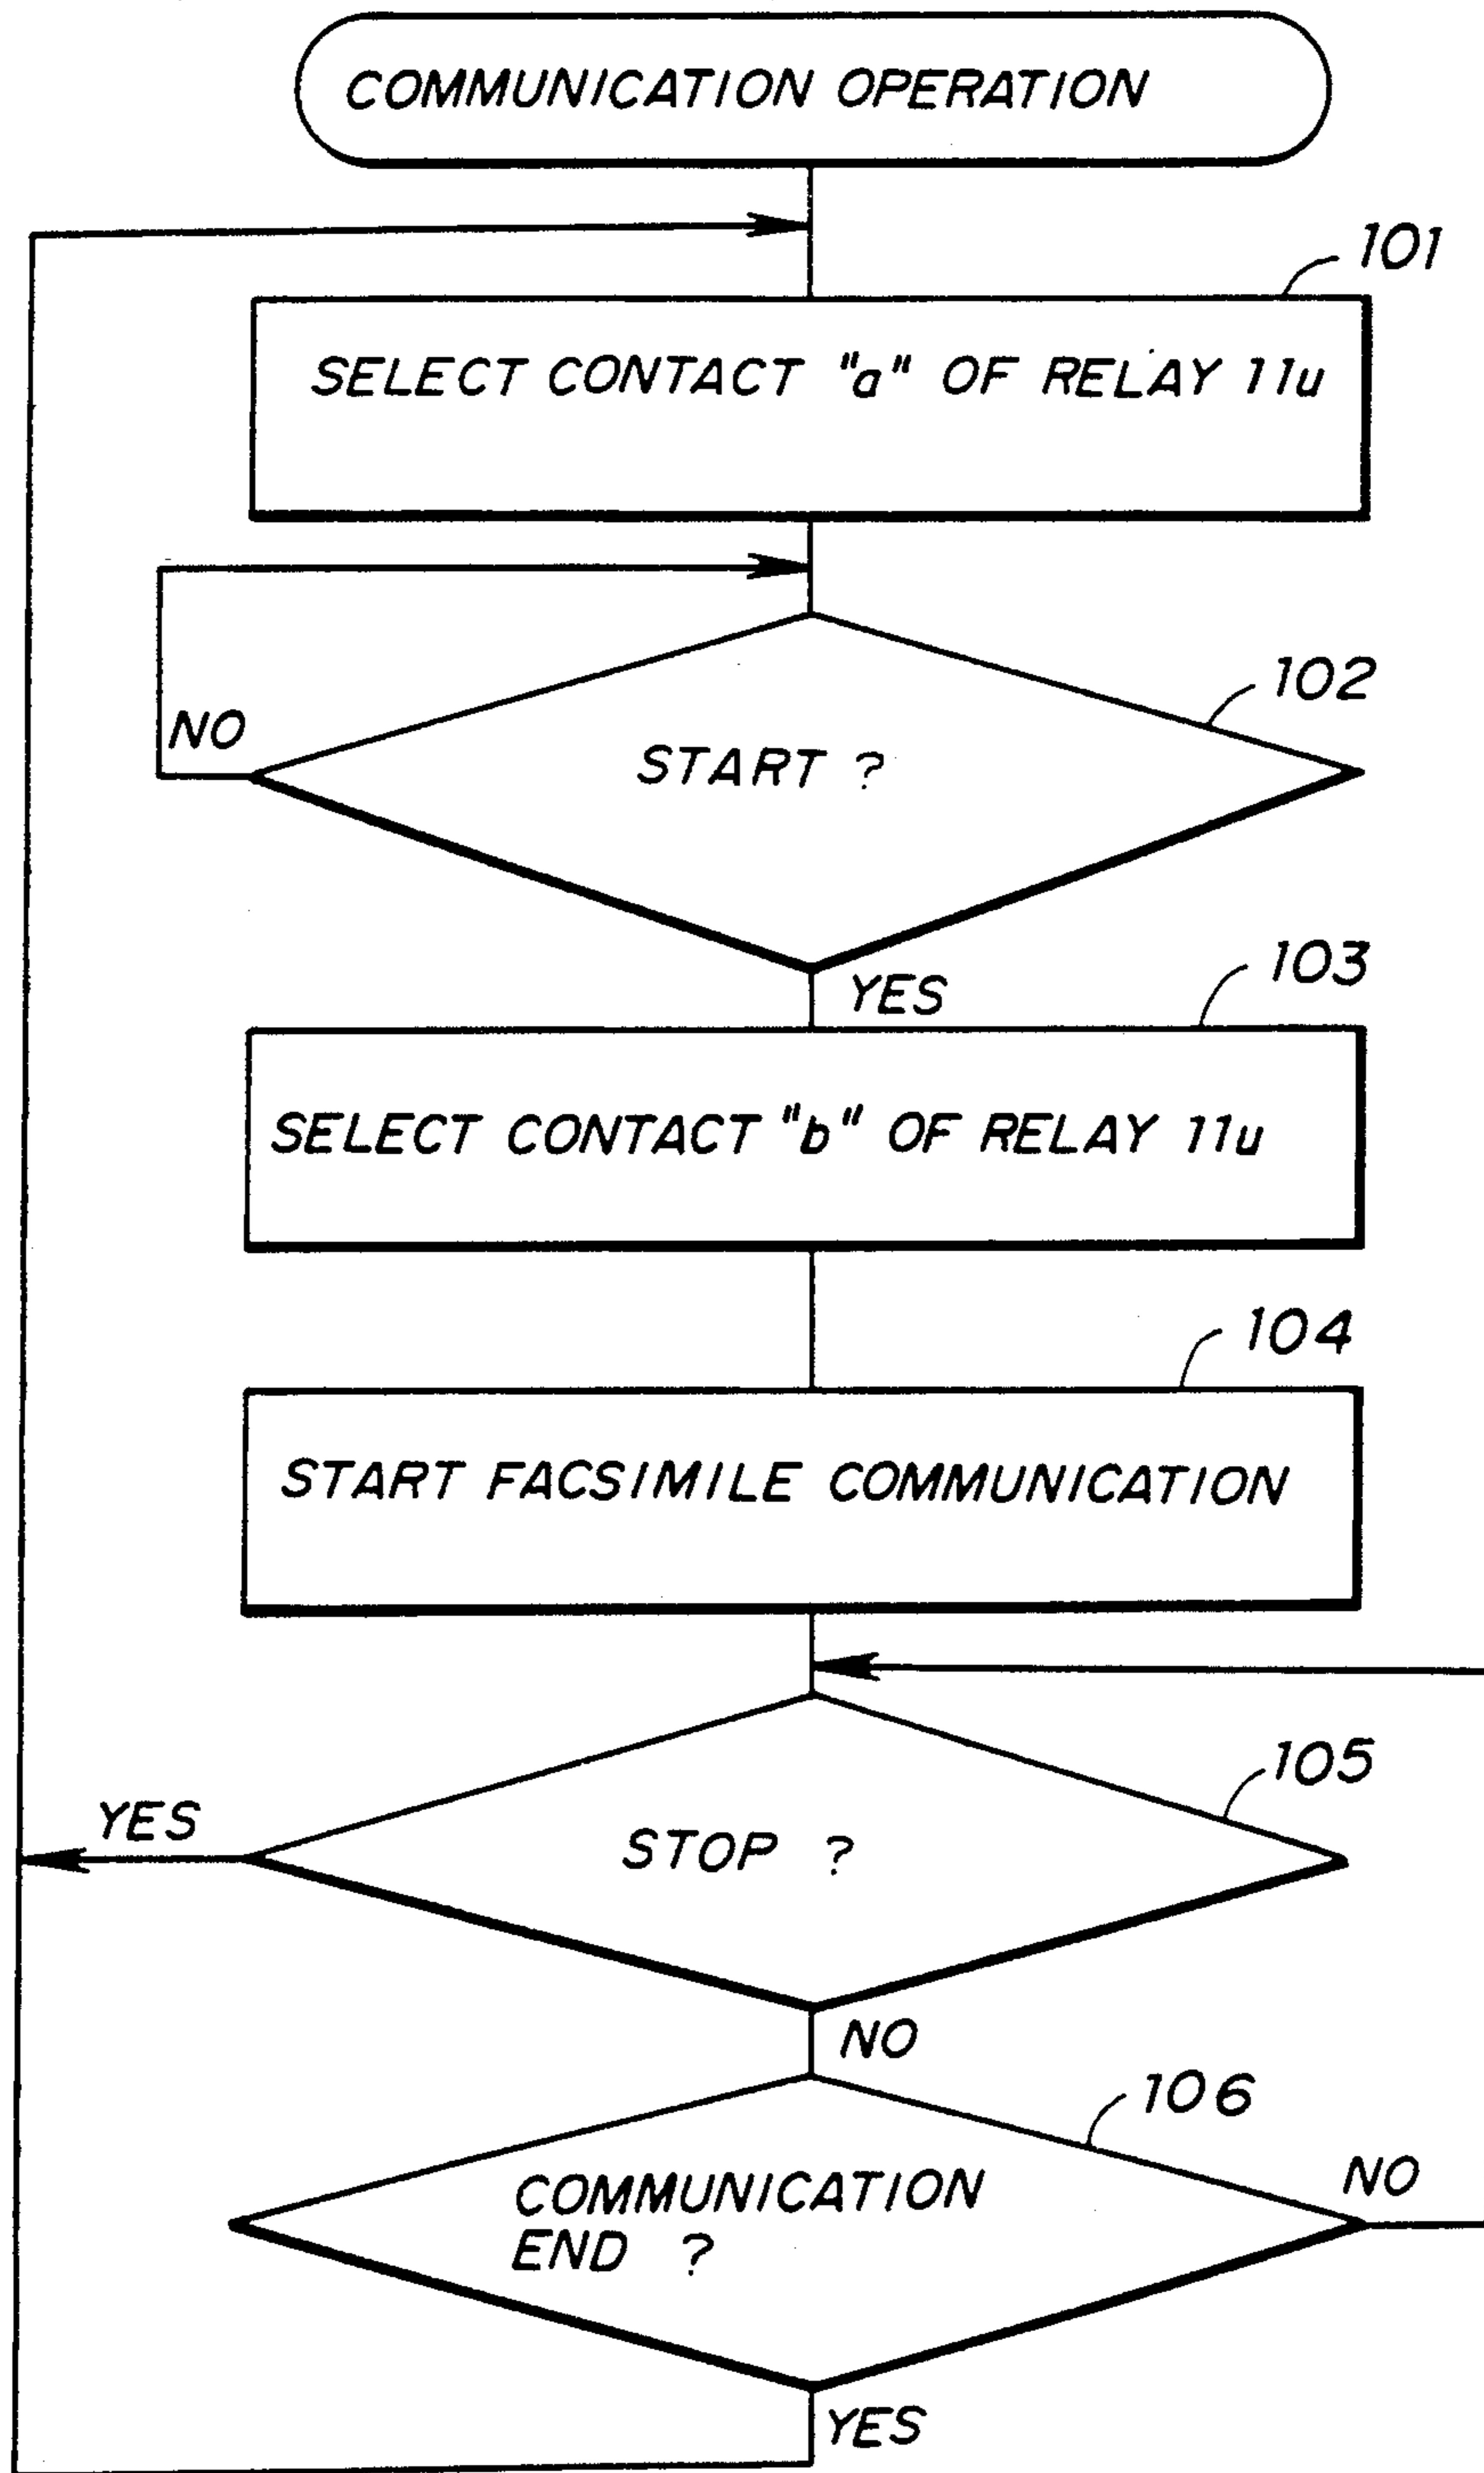 COMMUNICATION OPERATION
101
SELECT CONTACT "a" OF RELAY 11u
102
NO
START ?
YES
103
SELECT CONTACT "b" OF RELAY 11u
104
START FACSIMILE COMMUNICATION
105
YES
STOP ?
NO
106
NO
COMMUNICATION
END ?
YES